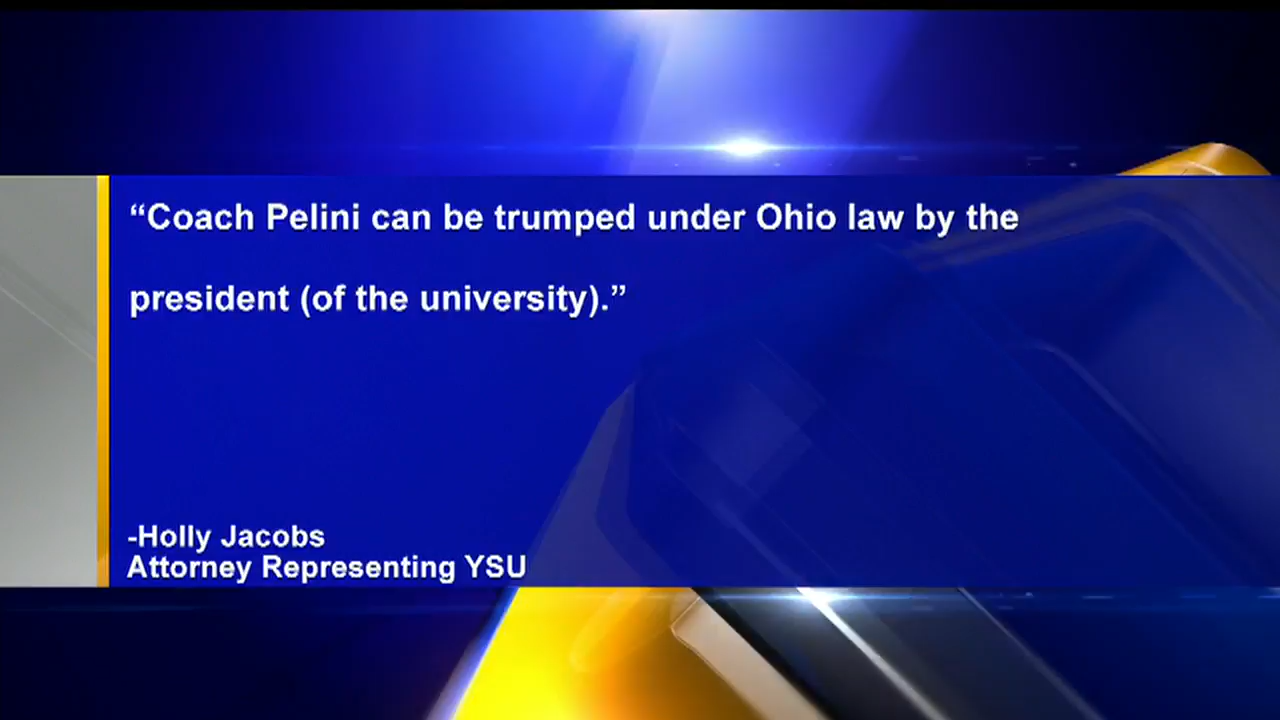 “Coach Pelini can be trumped under Ohio law by the
president (of the university).”
-Holly Jacobs
Attorney Representing YSU